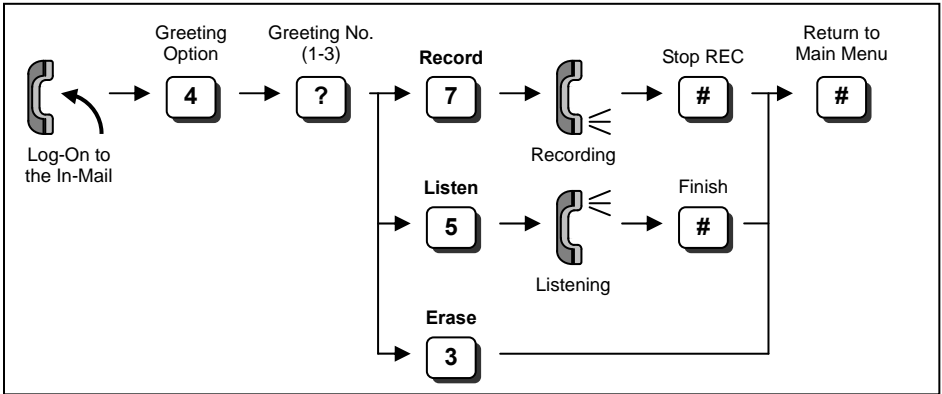 Greeting
Option
Greeting No.
(1-3)
Record
Stop REC
Return to
Main Menu
4
?
7
#
#
Log-On to
the In-Mail
Recording
Listen
Finish
5
#
Listening
Erase
3